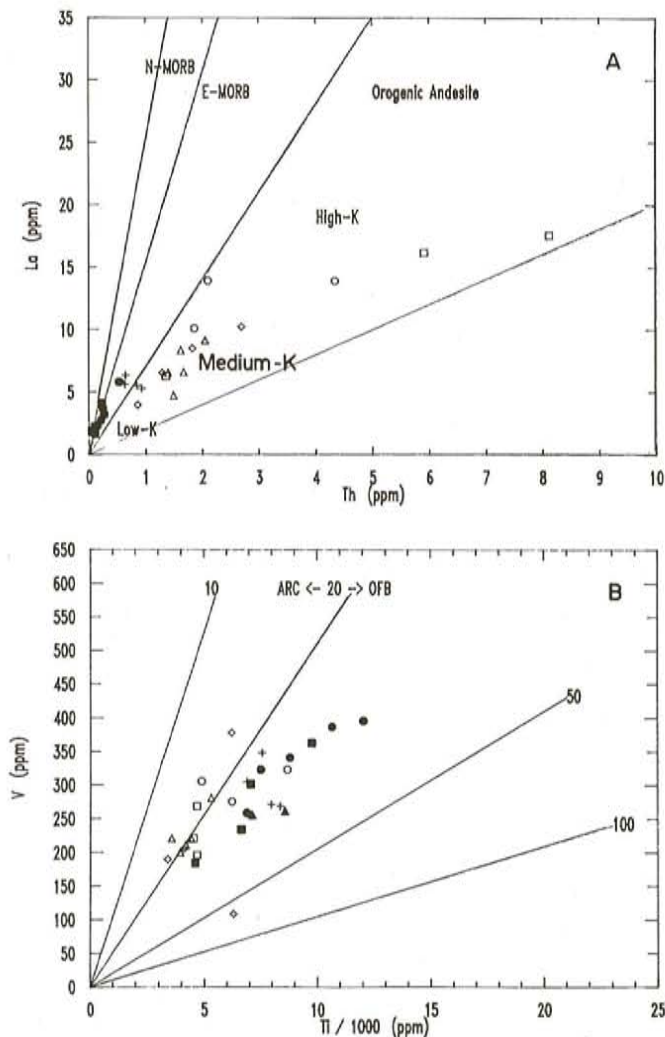 35
30
25
20
15
10
5
0
La (ppm)
N-MORB
E-MORB
Orogenic Andesite
A
High-K
Medium-K
Low-K
0 1 2 3 4 5 6 7 8 9 10
Th (ppm)
650
600
550
500
450
400
350
300
250
200
150
100
50
0
V (ppm)
10
ARC <- 20 -> OFB
B
50
100
0 5 10 15 20 25
Ti / 1000 (ppm)